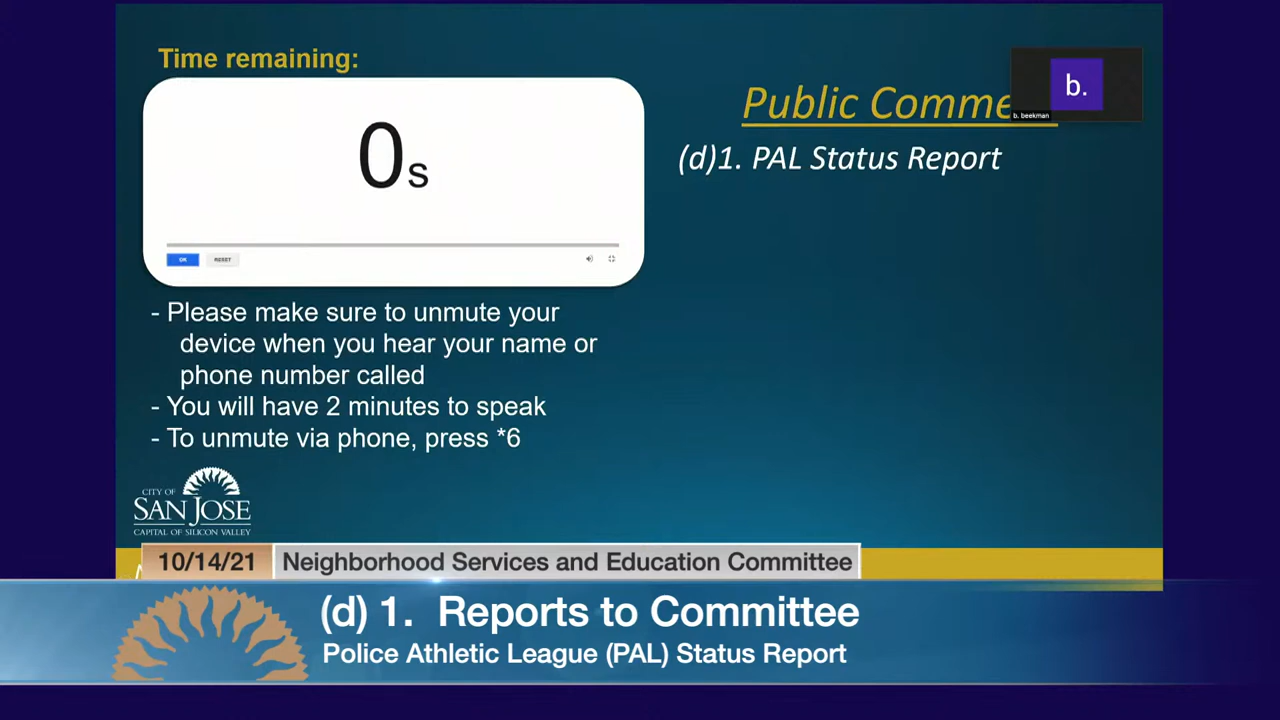 Time remaining:
0s
OK
RESET
Public Comme
b.
b. beekman
(d)1. PAL Status Report
- Please make sure to unmute your
device when you hear your name or
phone number called
- You will have 2 minutes to speak
- To unmute via phone, press *6
CITY OF
SAN JOSE
CAPITAL OF SILICON VALLEY
10/14/21 Neighborhood Services and Education Committee
(d) 1. Reports to Committee
Police Athletic League (PAL) Status Report